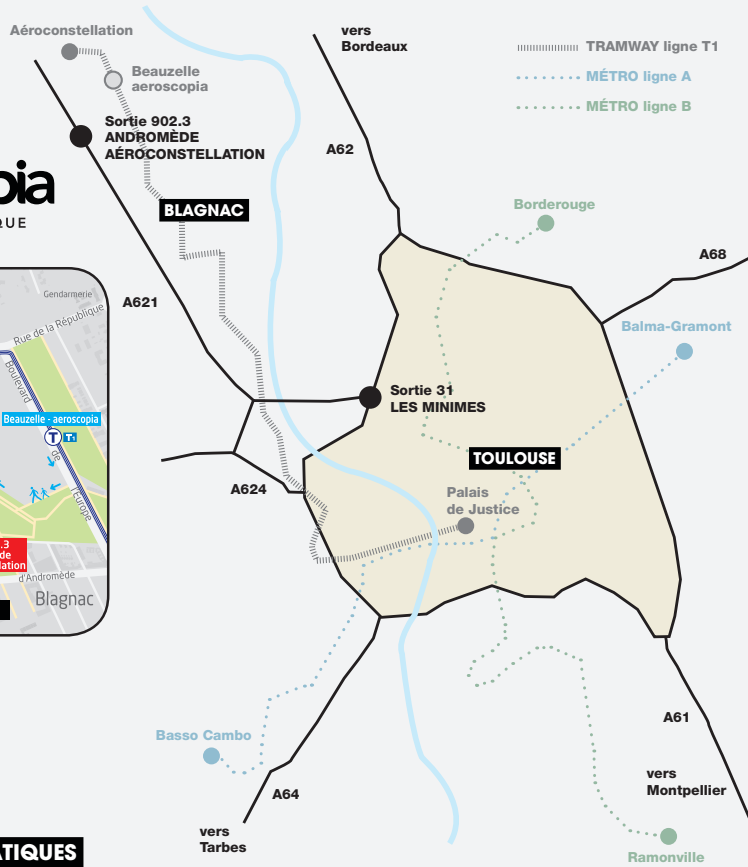 Aéroconstellation
vers
Bordeaux
TRAMWAY ligne T1
MÉTRO ligne A
MÉTRO ligne B
Beauzelle
aeroscopia
Sortie 902.3
ANDROMÈDE
AÉROCONSTELLATION
A62
pia
QUE
BLAGNAC
Borderouge
A68
Gendarmerie
A621
Rue de la République
Balma-Gramont
Boulevard
de
l'Europe
Beauzelle - aeroscopia
T T1
Sortie 31
LES MINIMES
TOULOUSE
A624
Palais
de Justice
.3
de
lation
d'Andromède
Blagnac
A61
Basso Cambo
vers
Montpellier
A64
vers
Tarbes
ATIQUES
Ramonville